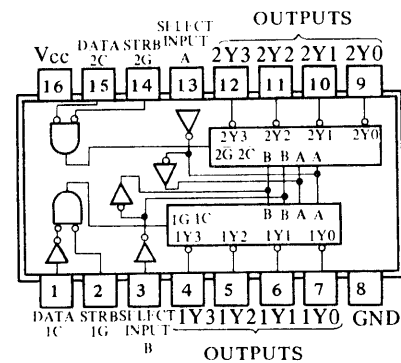 OUTPUTS
Vcc DATA 2C STRB 2G SELECT INPUT A 2Y3 2Y2 2Y1 2Y0
16 15 14 13 12 11 10 9
2Y3 2Y2 2Y1 2Y0
2G 2C B B A A
1G 1C B B A A
1Y3 1Y2 1Y1 1Y0
1 2 3 4 5 6 7 8
DATA 1C STRB 1G SELECT INPUT B 1Y3 1Y2 1Y1 1Y0 GND
OUTPUTS